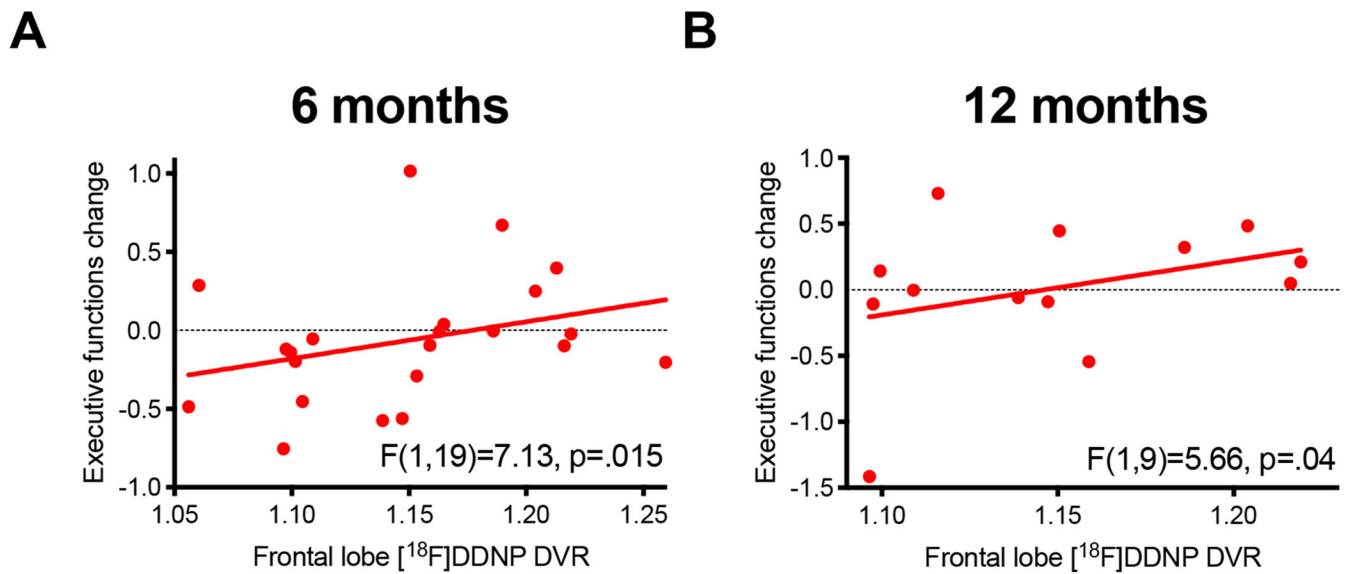 A
6 months
Executive functions change
1.0
0.5
0.0
-0.5
-1.0
F(1,19)=7.13, p=.015
1.05 1.10 1.15 1.20 1.25
Frontal lobe [¹⁸F]DDNP DVR
B
12 months
Executive functions change
1.0
0.5
0.0
-0.5
-1.0
-1.5
F(1,9)=5.66, p=.04
1.10 1.15 1.20
Frontal lobe [¹⁸F]DDNP DVR